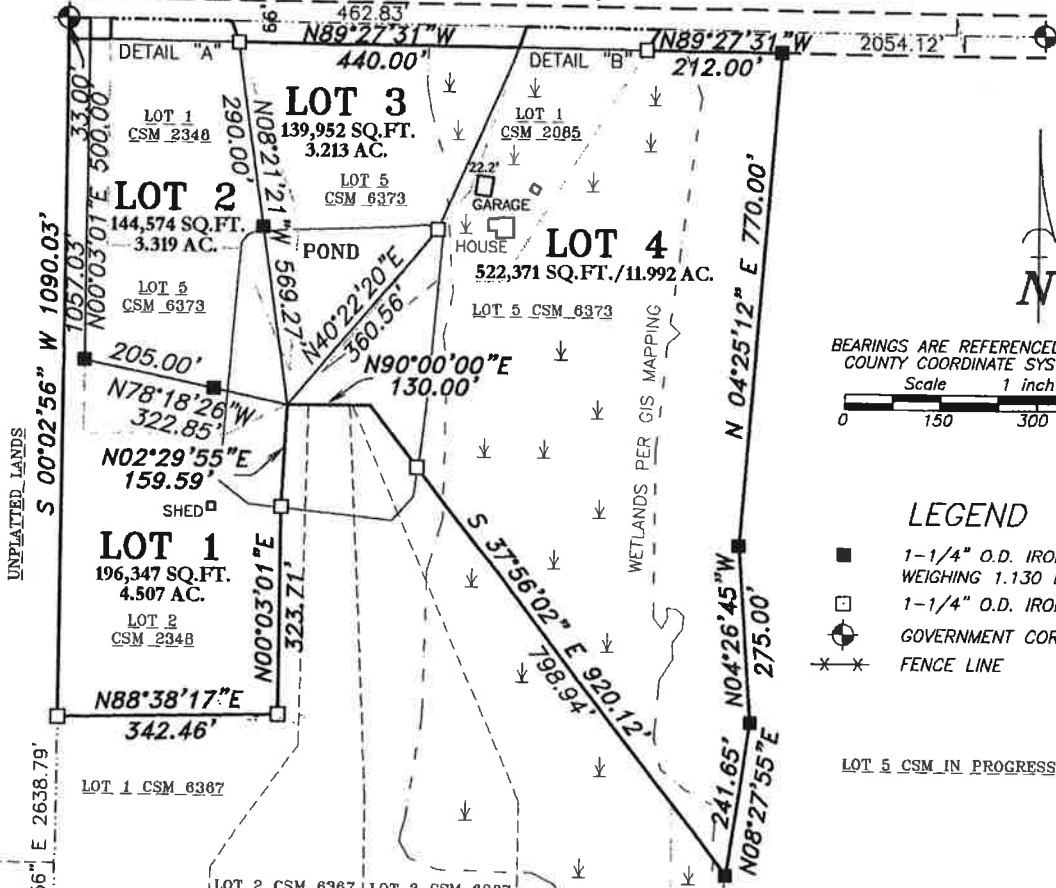 462.83'
66'
N89°27'31"W
440.00'
N89°27'31"W
212.00'
2054.12'
DETAIL "A"
DETAIL "B"
33.00'
N00°03'01"E 500.00
1057.03'
S 00°02'56" W 1090.03'
UNPLATTED LANDS
LOT 1
CSM 2348
290.00'
N08°21'21"W 569.27'
LOT 3
139,952 SQ.FT.
3.213 AC.
LOT 5
CSM 6373
LOT 1
CSM 2085
22.2'
GARAGE
HOUSE
LOT 2
144,574 SQ.FT.
3.319 AC.
LOT 5
CSM 6373
POND
N40°22'20"E
360.56'
LOT 4
522,371 SQ.FT./11.992 AC.
LOT 5 CSM 6373
N 04°25'12" E 770.00'
N
BEARINGS ARE REFERENCED
COUNTY COORDINATE SYS
Scale 1 inch
0 150 300
205.00'
N78°18'26"W
322.85'
N90°00'00"E
130.00'
N02°29'55"E
159.59'
SHED
WETLANDS PER GIS MAPPING
LOT 1
196,347 SQ.FT.
4.507 AC.
LOT 2
CSM 2348
N00°03'01"E
323.71'
S 37°56'02" E 920.12'
798.94'
N04°26'45"W
275.00'
LEGEND
1-1/4" O.D. IRO
WEIGHING 1.130
1-1/4" O.D. IRO
GOVERNMENT COR
FENCE LINE
N88°38'17"E
342.46'
241.65'
N08°27'55"E
LOT 5 CSM IN PROGRESS
LOT 1 CSM 6367
6" E 2638.79'
LOT 2 CSM 6367